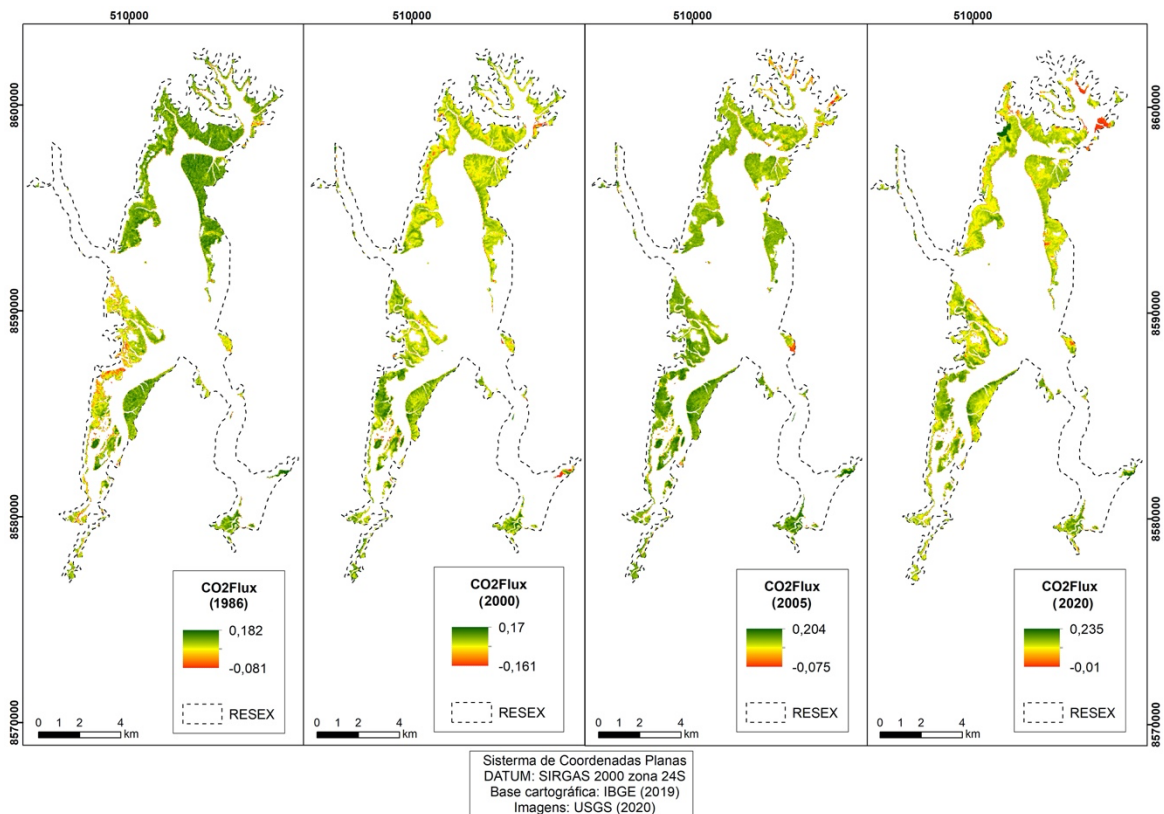 510000
510000
510000
510000
8600000
8590000
8580000
8570000
CO2Flux
(1986)
0,182
-0,081
RESEX
0 1 2 4
km
CO2Flux
(2000)
0,17
-0,161
RESEX
0 1 2 4
km
CO2Flux
(2005)
0,204
-0,075
RESEX
0 1 2 4
km
CO2Flux
(2020)
0,235
-0,01
RESEX
0 1 2 4
km
8600000
8590000
8580000
8570000
Sisterma de Coordenadas Planas
DATUM: SIRGAS 2000 zona 24S
Base cartográfica: IBGE (2019)
Imagens: USGS (2020)